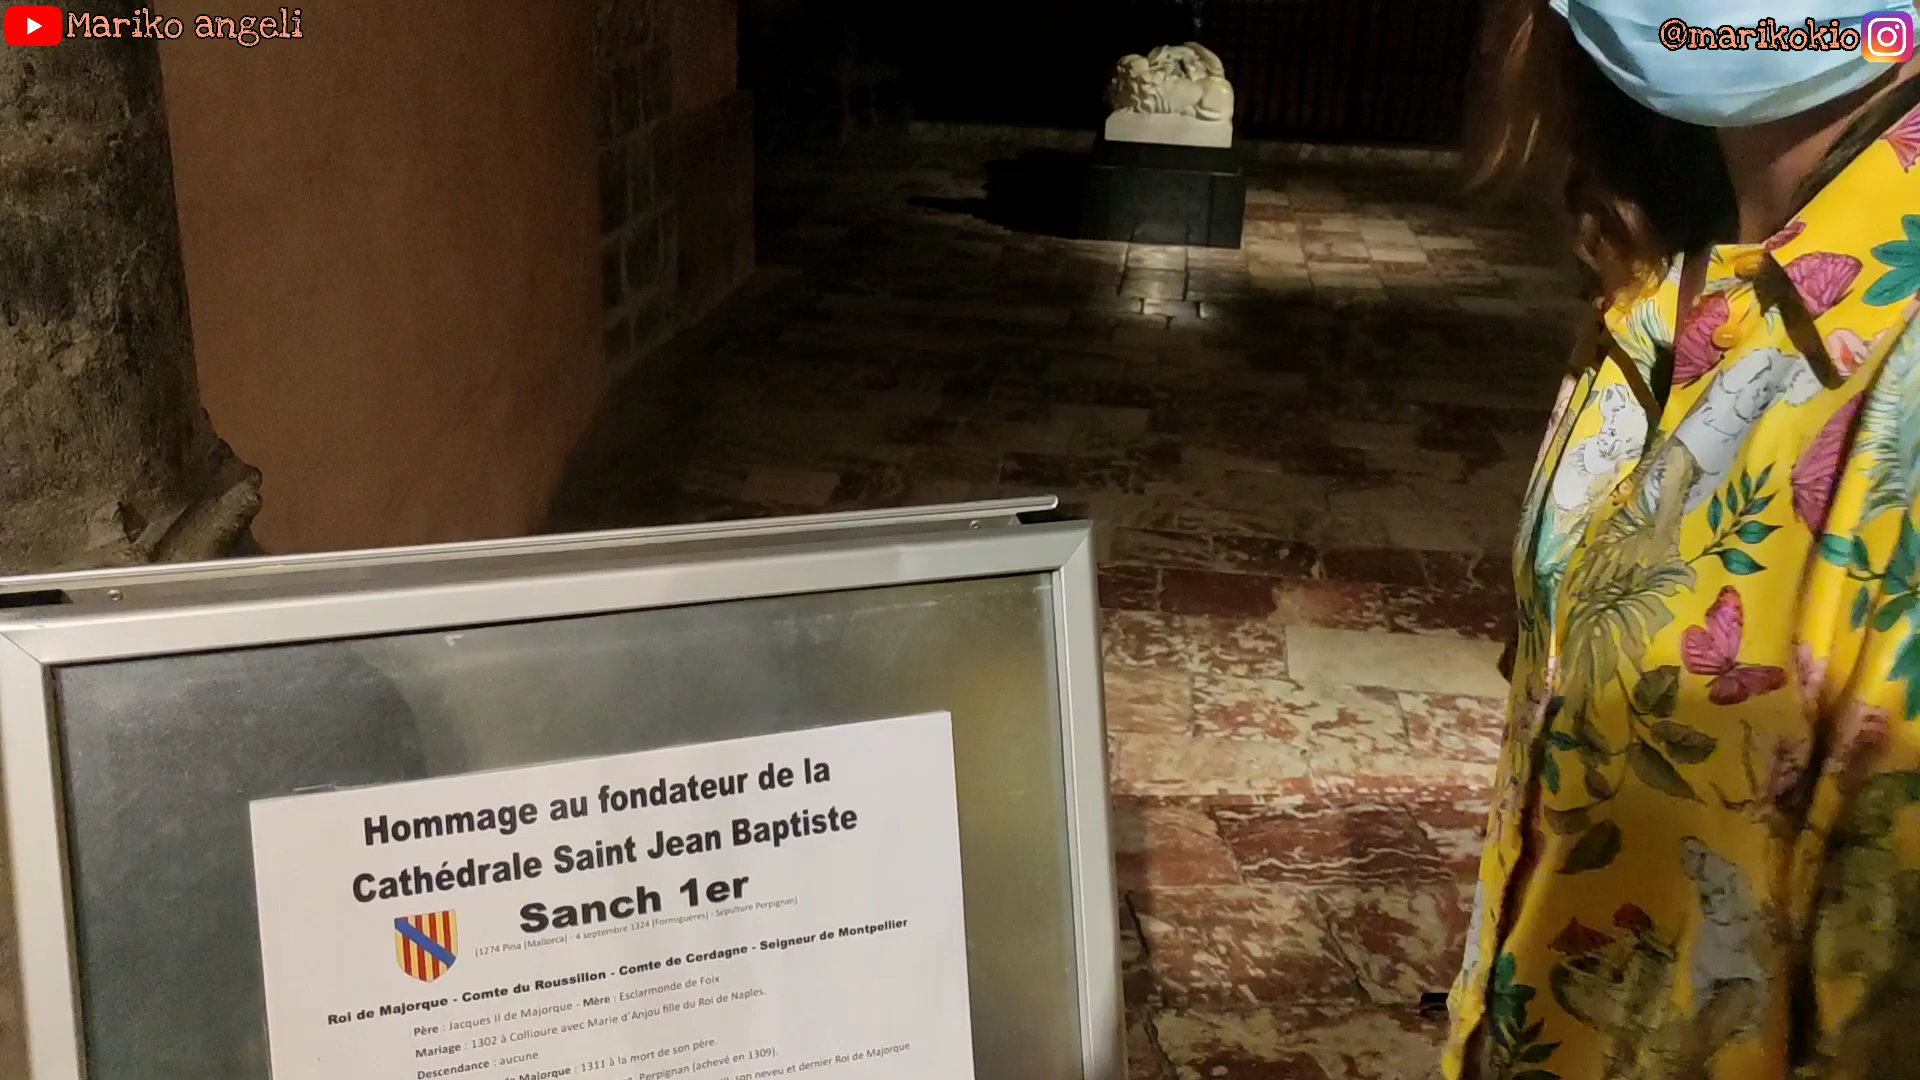 Mariko angeli
@marikokio
Hommage au fondateur de la
Cathédrale Saint Jean Baptiste
Sanch 1er
(1274 Pina [Mallorca] - 4 septembre 1324 [Formiguères] - Sépulture Perpignan)
Roi de Majorque - Comte du Roussillon - Comte de Cerdagne - Seigneur de Montpellier
Père : Jacques II de Majorque - Mère : Esclarmonde de Foix
Mariage : 1302 à Collioure avec Marie d'Anjou fille du Roi de Naples.
Descendance : aucune
de Majorque : 1311 à la mort de son père.
Perpignan (achevé en 1309).
son neveu et dernier Roi de Majorque